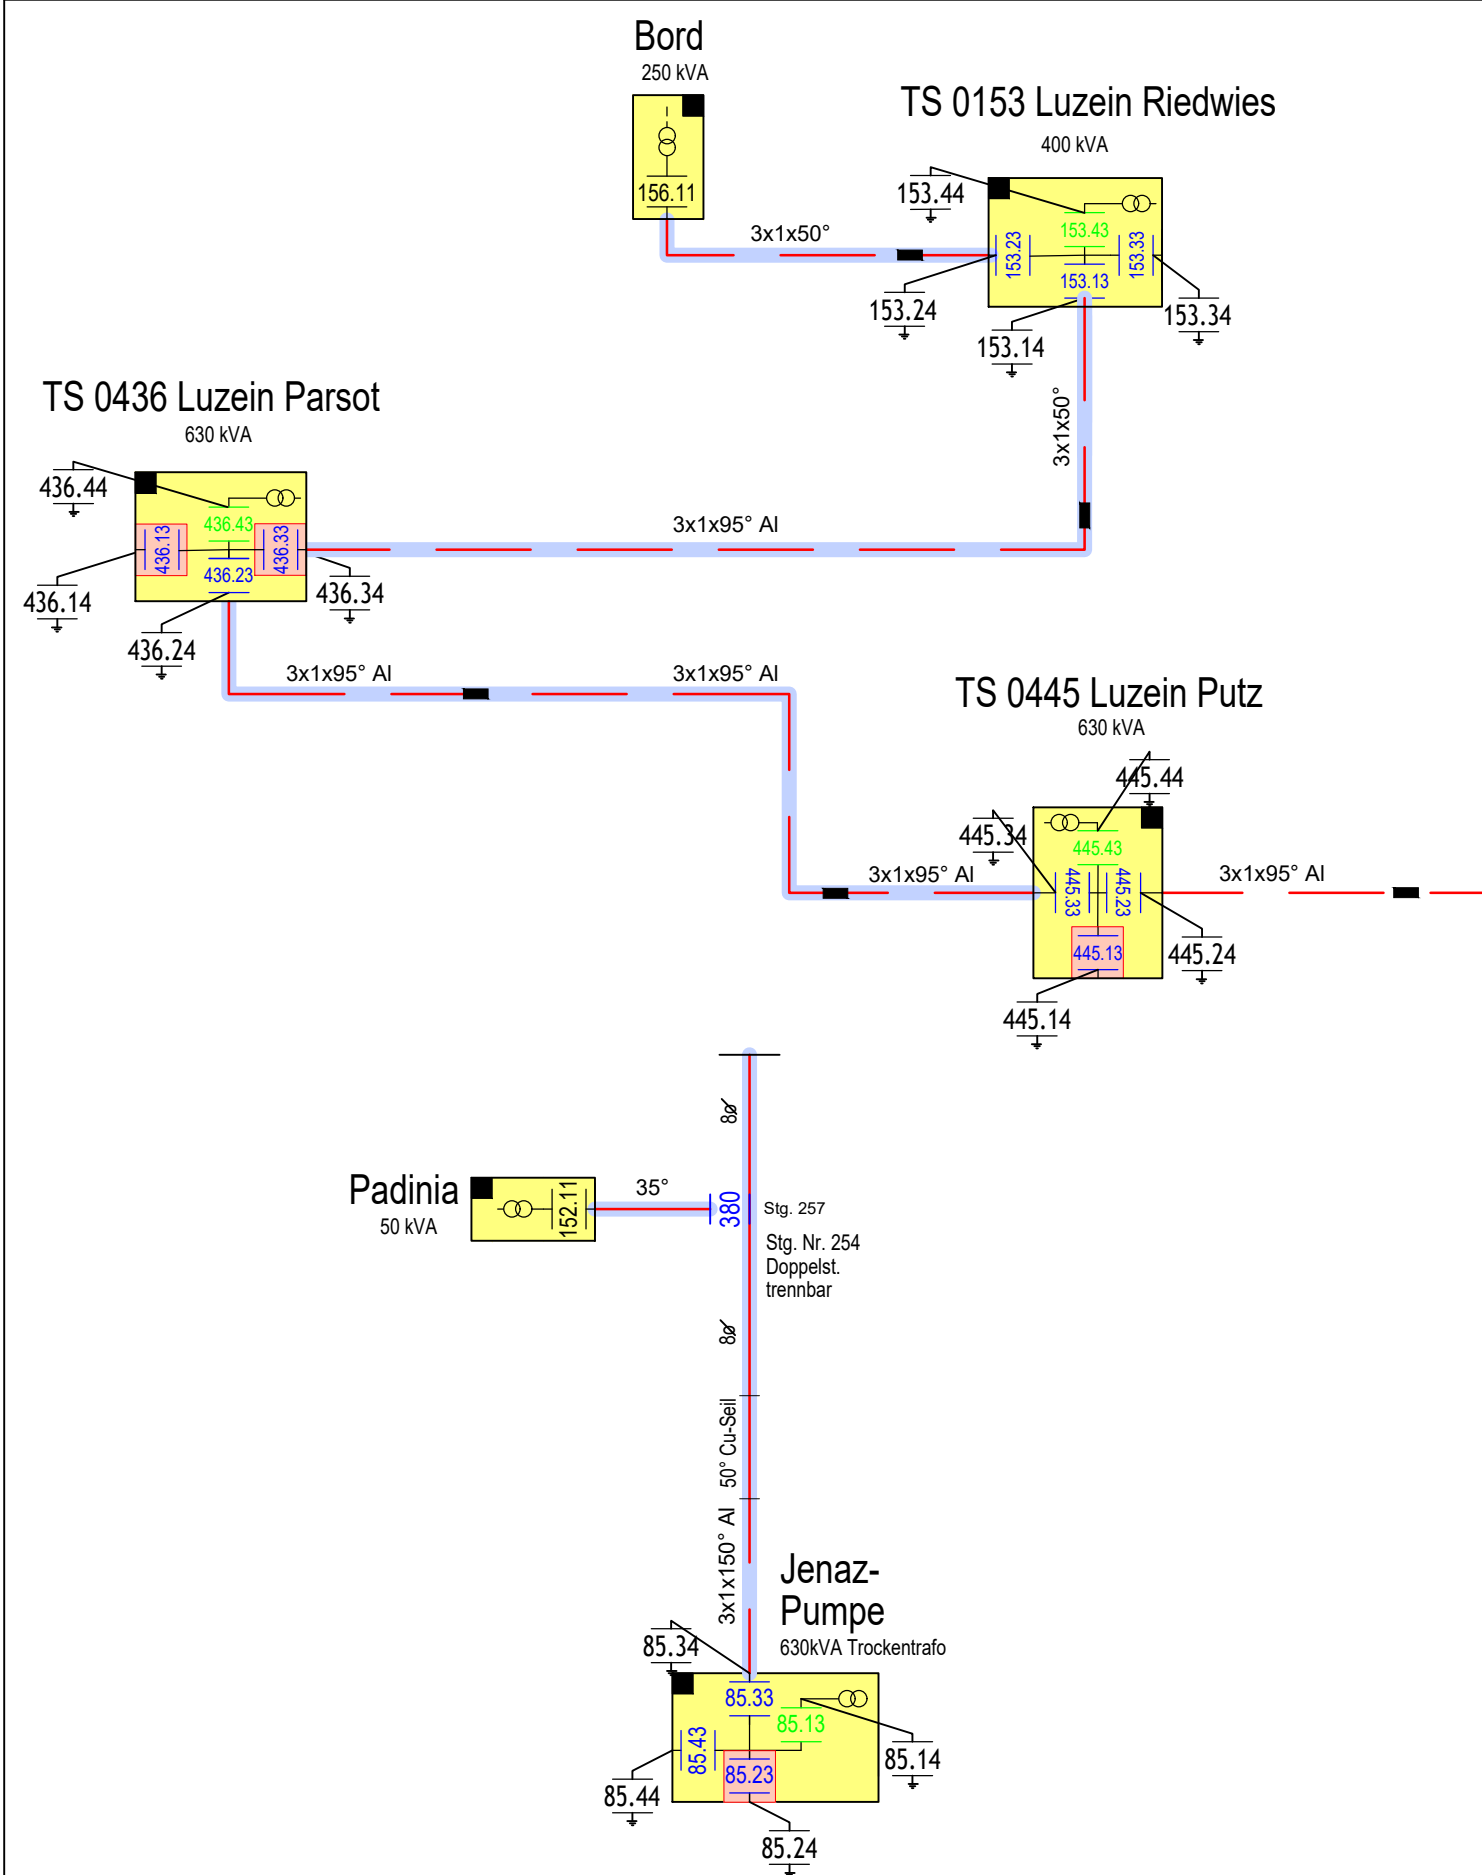 Bord
250 kVA
156.11
3x1x50°
TS 0153 Luzein Riedwies
400 kVA
153.44
153.43
153.23
153.33
153.13
153.24
153.14
153.34
3x1x50°
TS 0436 Luzein Parsot
630 kVA
436.44
436.43
436.13
436.33
436.23
436.14
436.24
436.34
3x1x95° Al
3x1x95° Al
3x1x95° Al
TS 0445 Luzein Putz
630 kVA
445.44
445.34
445.43
445.33
445.23
445.13
445.24
445.14
3x1x95° Al
3x1x95° Al
8ø
Padinia
50 kVA
152.11
35°
380
Stg. 257
Stg. Nr. 254
Doppelst.
trennbar
8ø
50° Cu-Seil
3x1x150° Al
Jenaz-
Pumpe
630kVA Trockentrafo
85.34
85.33
85.13
85.43
85.23
85.14
85.44
85.24